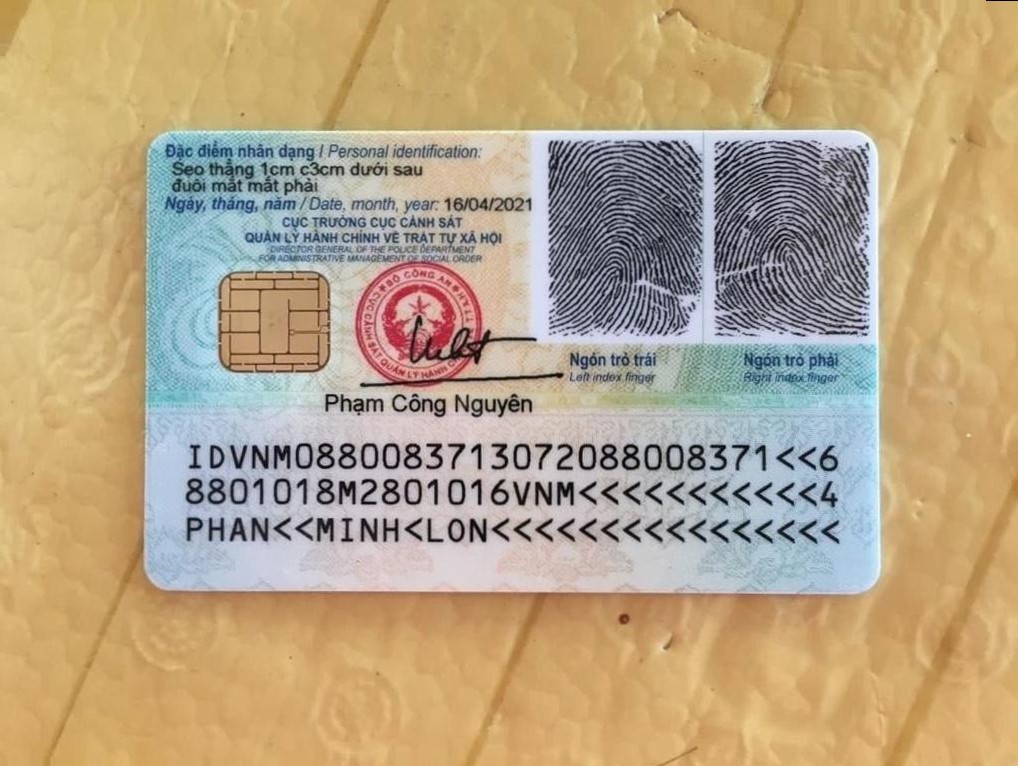 Đặc điểm nhân dạng / Personal identification:
Sẹo thẳng 1cm c3cm dưới sau
đuôi mắt mắt phải
Ngày, tháng, năm / Date, month, year: 16/04/2021
CỤC TRƯỞNG CỤC CẢNH SÁT
QUẢN LÝ HÀNH CHÍNH VỀ TRẬT TỰ XÃ HỘI
DIRECTOR GENERAL OF THE POLICE DEPARTMENT
FOR ADMINISTRATIVE MANAGEMENT OF SOCIAL ORDER
BỘ CÔNG AN
CỤC CẢNH SÁT QUẢN LÝ HÀNH
Ngón trỏ trái
Left index finger
Ngón trỏ phải
Right index finger
Phạm Công Nguyên
IDVNM0880083713072088008371<<6
8801018M2801016VNM<<<<<<<<<<<4
PHAN<<MINH<LON<<<<<<<<<<<<<<<<